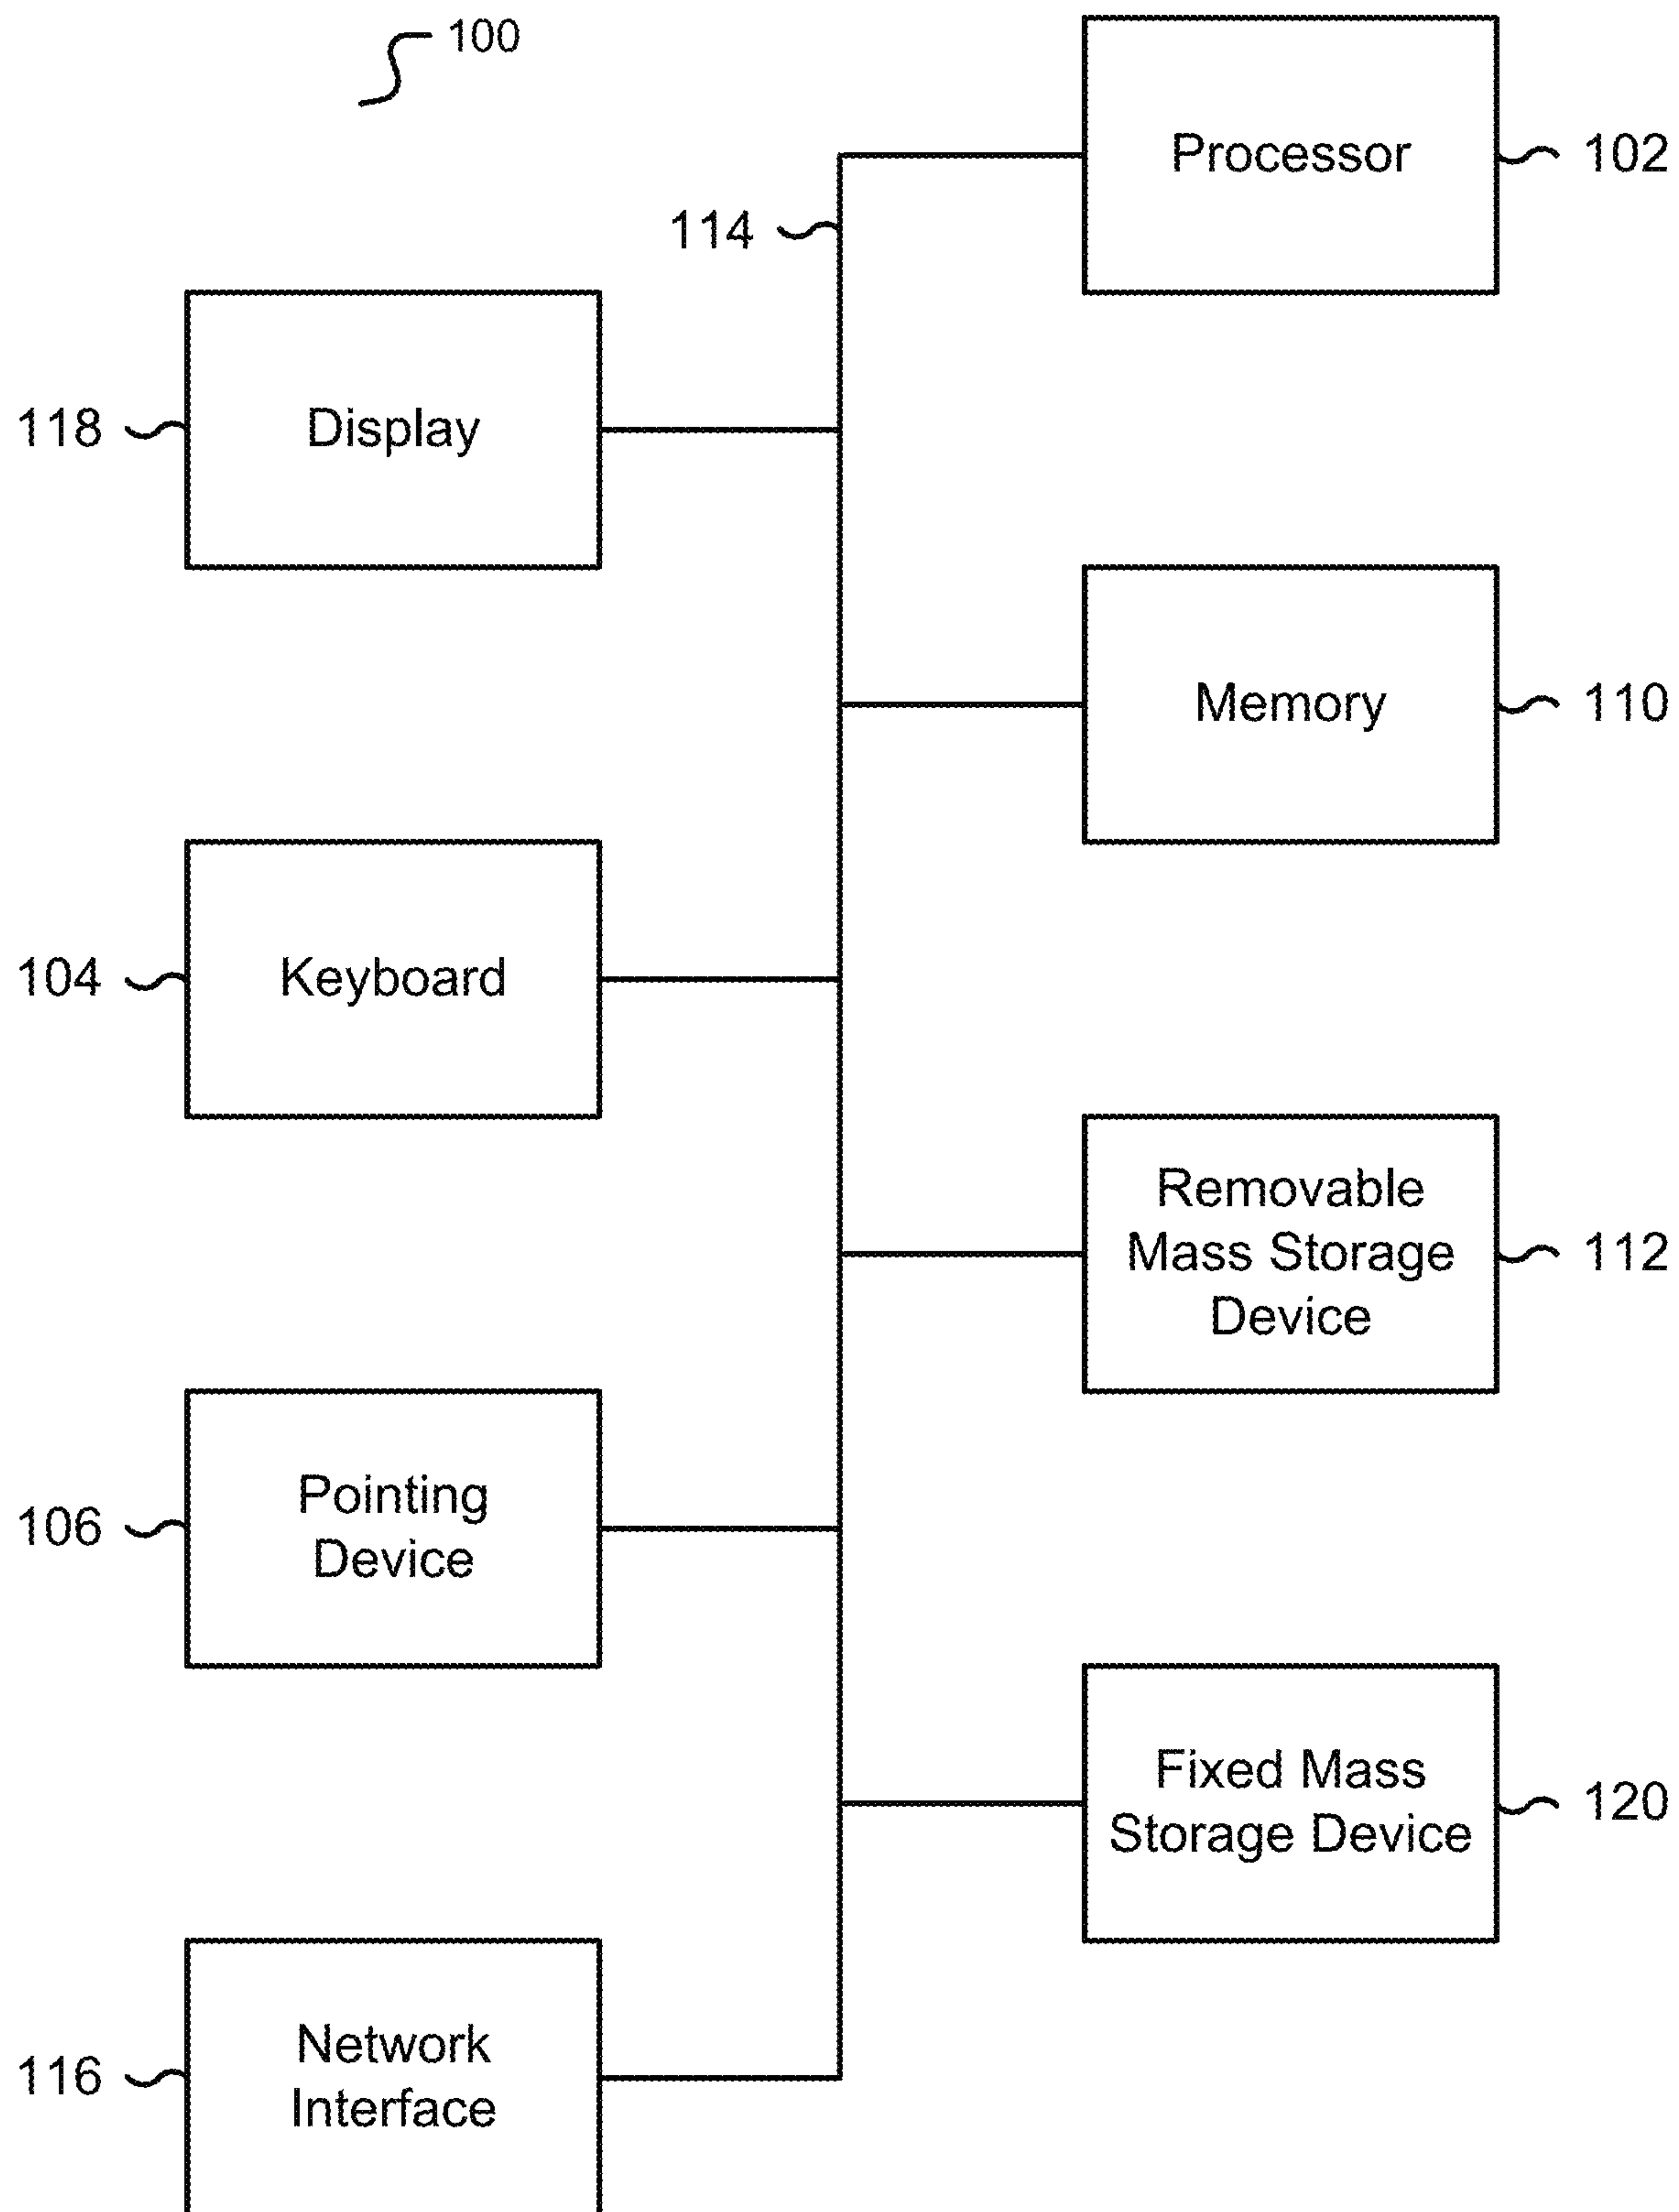 100
Processor
102
114
118
Display
Memory
110
104
Keyboard
Removable
Mass Storage
Device
112
106
Pointing
Device
Fixed Mass
Storage Device
120
116
Network
Interface